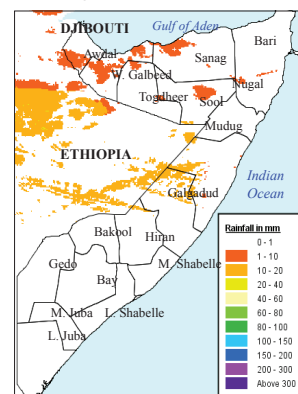 DJIBOUTI
Gulf of Aden
Awdal
Bari
Sanag
W. Galbeed
Nugal
Togdheer
Sool
Mudug
ETHIOPIA
Indian
Ocean
Galgadud
Bakool
Hiran
Gedo
M. Shabelle
Bay
M. Juba
L. Shabelle
L. Juba
Rainfall in mm
0 - 1
1 - 10
10 - 20
20 - 40
40 - 60
60 - 80
80 - 100
100 - 150
150 - 200
200 - 300
Above 300